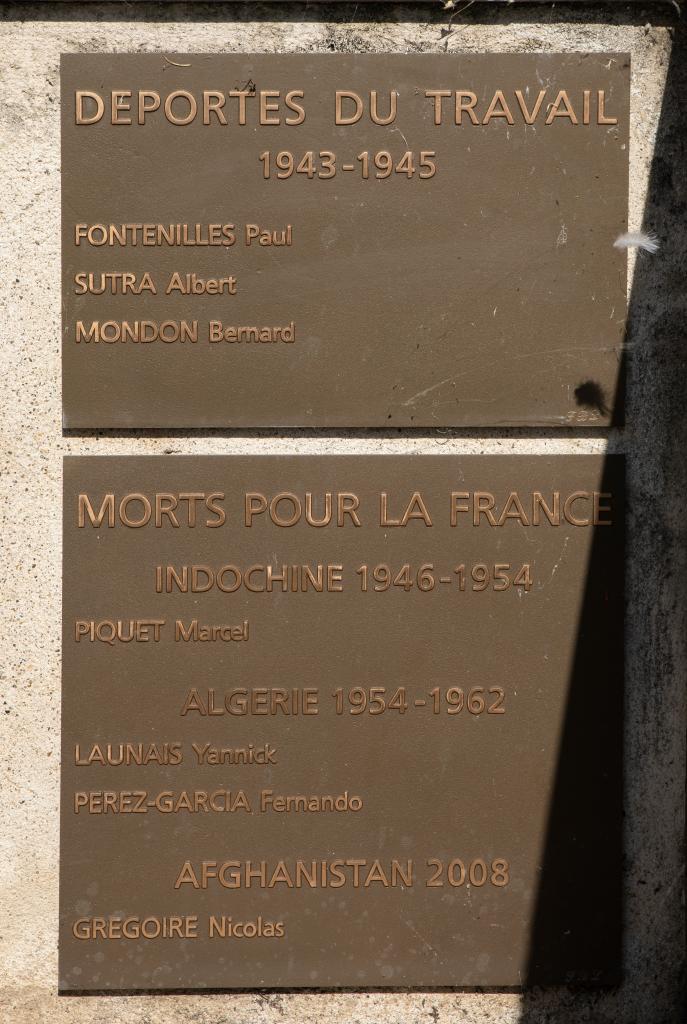 DEPORTES DU TRAVAIL
1943-1945
FONTENILLES Paul
SUTRA Albert
MONDON Bernard
MORTS POUR LA FRANCE
INDOCHINE 1946-1954
PIQUET Marcel
ALGERIE 1954-1962
LAUNAIS Yannick
PEREZ-GARCIA Fernando
AFGHANISTAN 2008
GREGOIRE Nicolas